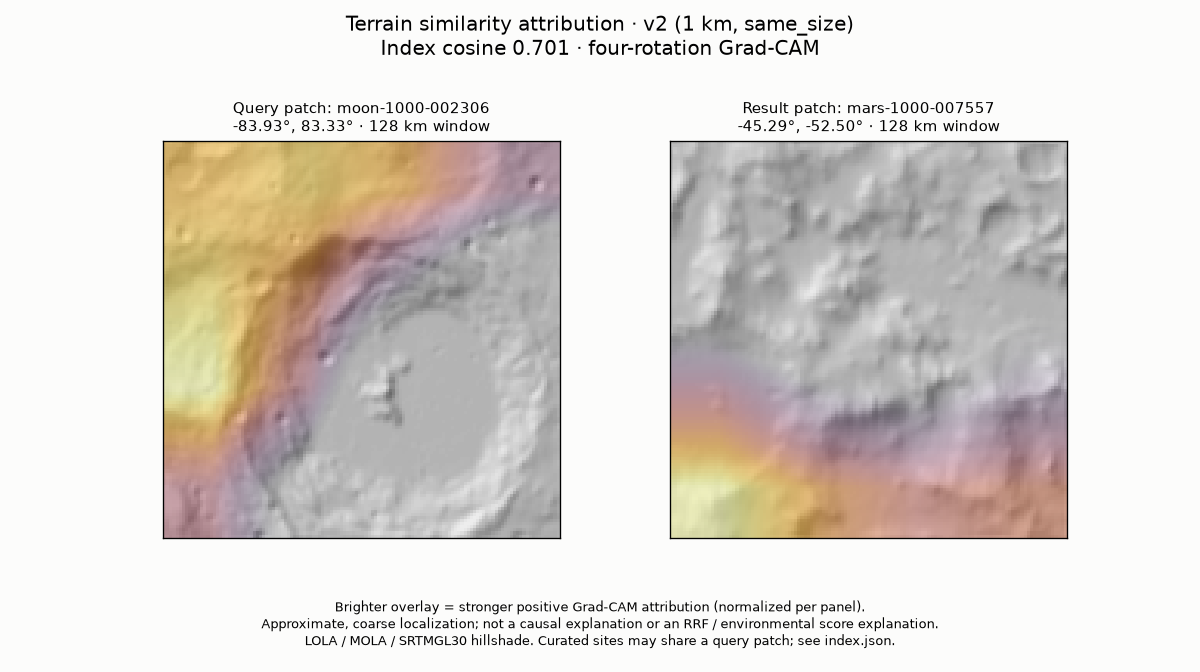 Terrain similarity attribution · v2 (1 km, same_size)
Index cosine 0.701 · four-rotation Grad-CAM
Query patch: moon-1000-002306
-83.93°, 83.33° · 128 km window
Result patch: mars-1000-007557
-45.29°, -52.50° · 128 km window
Brighter overlay = stronger positive Grad-CAM attribution (normalized per panel).
Approximate, coarse localization; not a causal explanation or an RRF / environmental score explanation.
LOLA / MOLA / SRTMGL30 hillshade. Curated sites may share a query patch; see index.json.